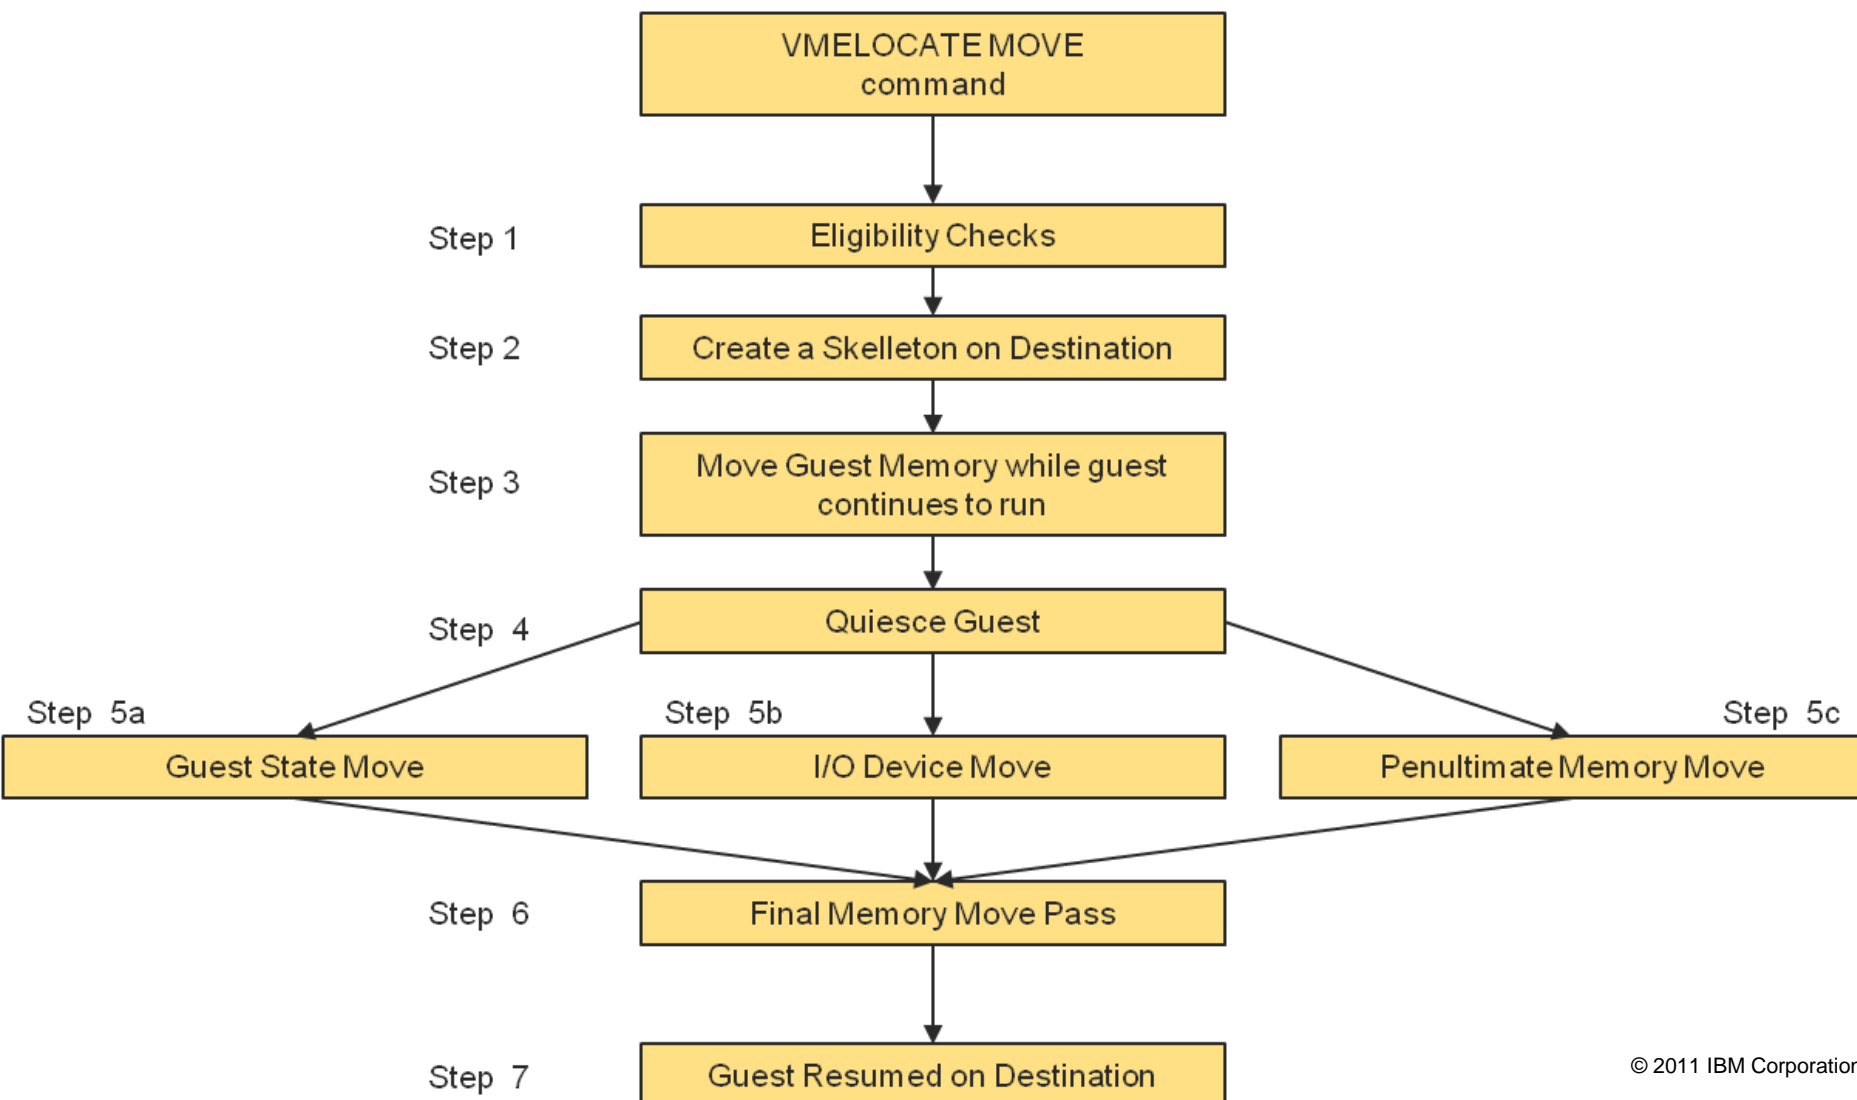 VMELOCATE MOVE
command
Step 1
Eligibility Checks
Step 2
Create a Skelleton on Destination
Step 3
Move Guest Memory while guest
continues to run
Step 4
Quiesce Guest
Step 5a
Guest State Move
Step 5b
I/O Device Move
Step 5c
Penultimate Memory Move
Step 6
Final Memory Move Pass
Step 7
Guest Resumed on Destination
© 2011 IBM Corporation